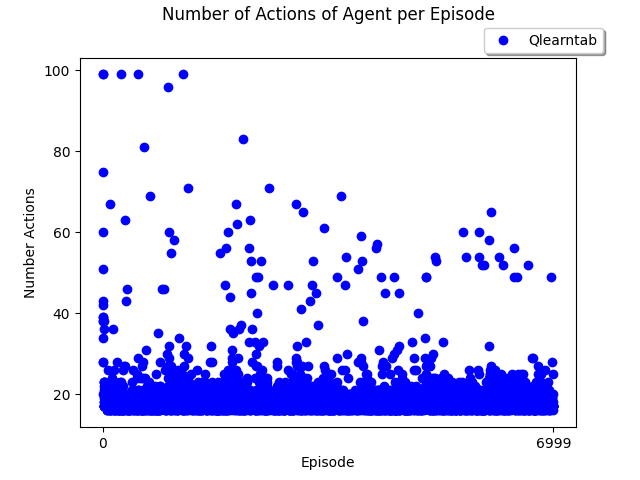 Number of Actions of Agent per Episode
Qlearntab
100
80
60
40
20
Number Actions
0
6999
Episode